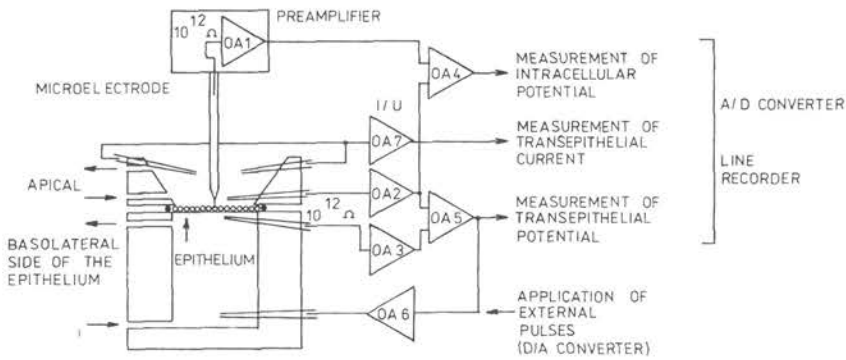 PREAMPLIFIER
10 12 Ω
OA1
MICROELECTRODE
OA4
MEASUREMENT OF
INTRACELLULAR
POTENTIAL
I/U
OA7
MEASUREMENT OF
TRANSEPITHELIAL
CURRENT
A/D CONVERTER
LINE
RECORDER
APICAL
OA2
OA5
MEASUREMENT OF
TRANSEPITHELIAL
POTENTIAL
10 12 Ω
OA3
BASOLATERAL
SIDE OF THE
EPITHELIUM
EPITHELIUM
OA6
APPLICATION OF
EXTERNAL
PULSES
(D/A CONVERTER)